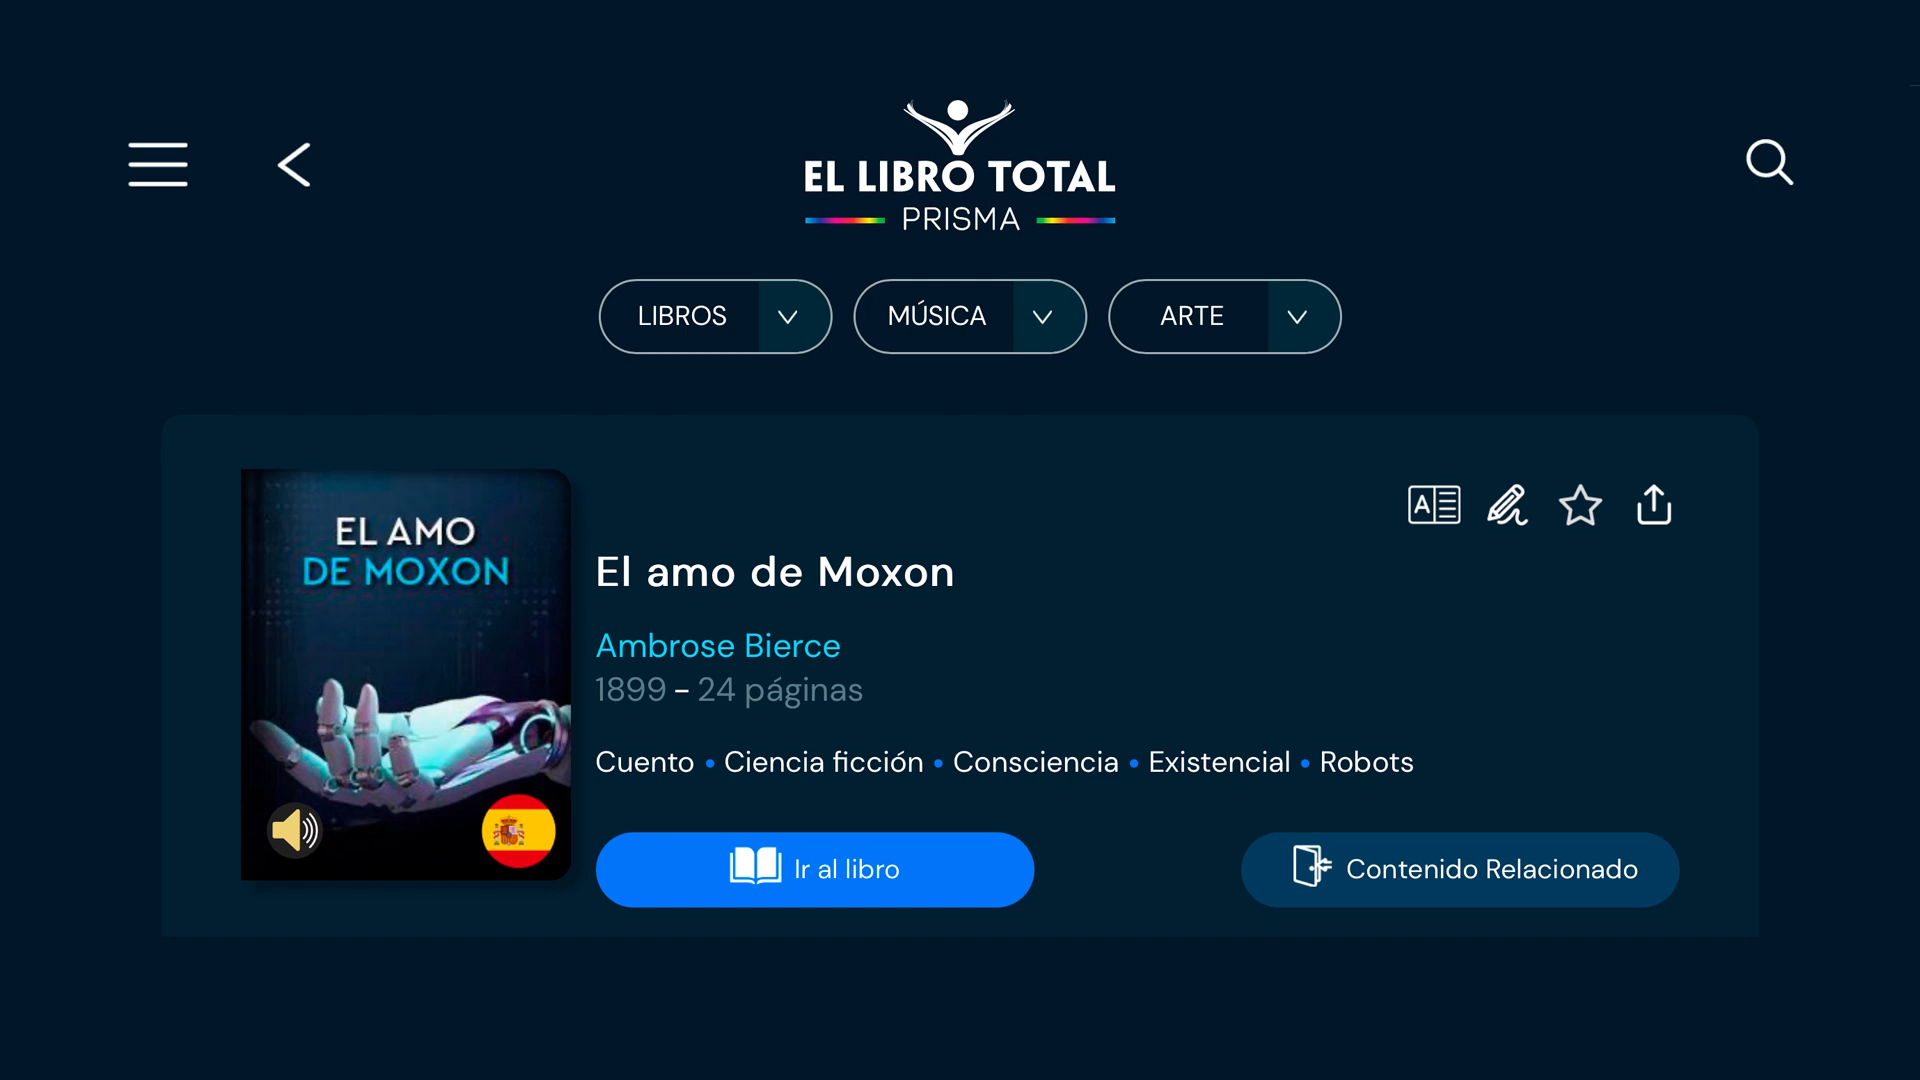 EL LIBRO TOTAL
PRISMA
LIBROS
MÚSICA
ARTE
A
EL AMO
DE MOXON
El amo de Moxon
Ambrose Bierce
1899 - 24 páginas
Cuento • Ciencia ficción • Consciencia • Existencial • Robots
Ir al libro
Contenido Relacionado